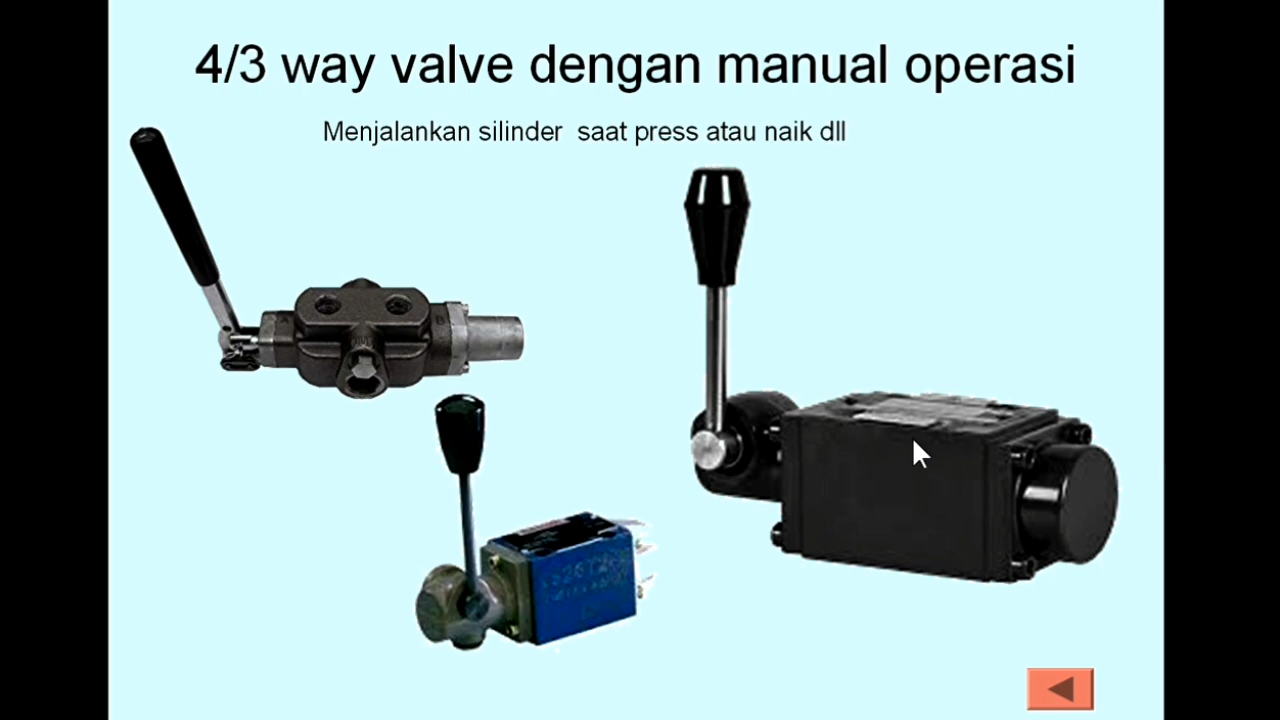 4/3 way valve dengan manual operasi
Menjalankan silinder saat press atau naik dll